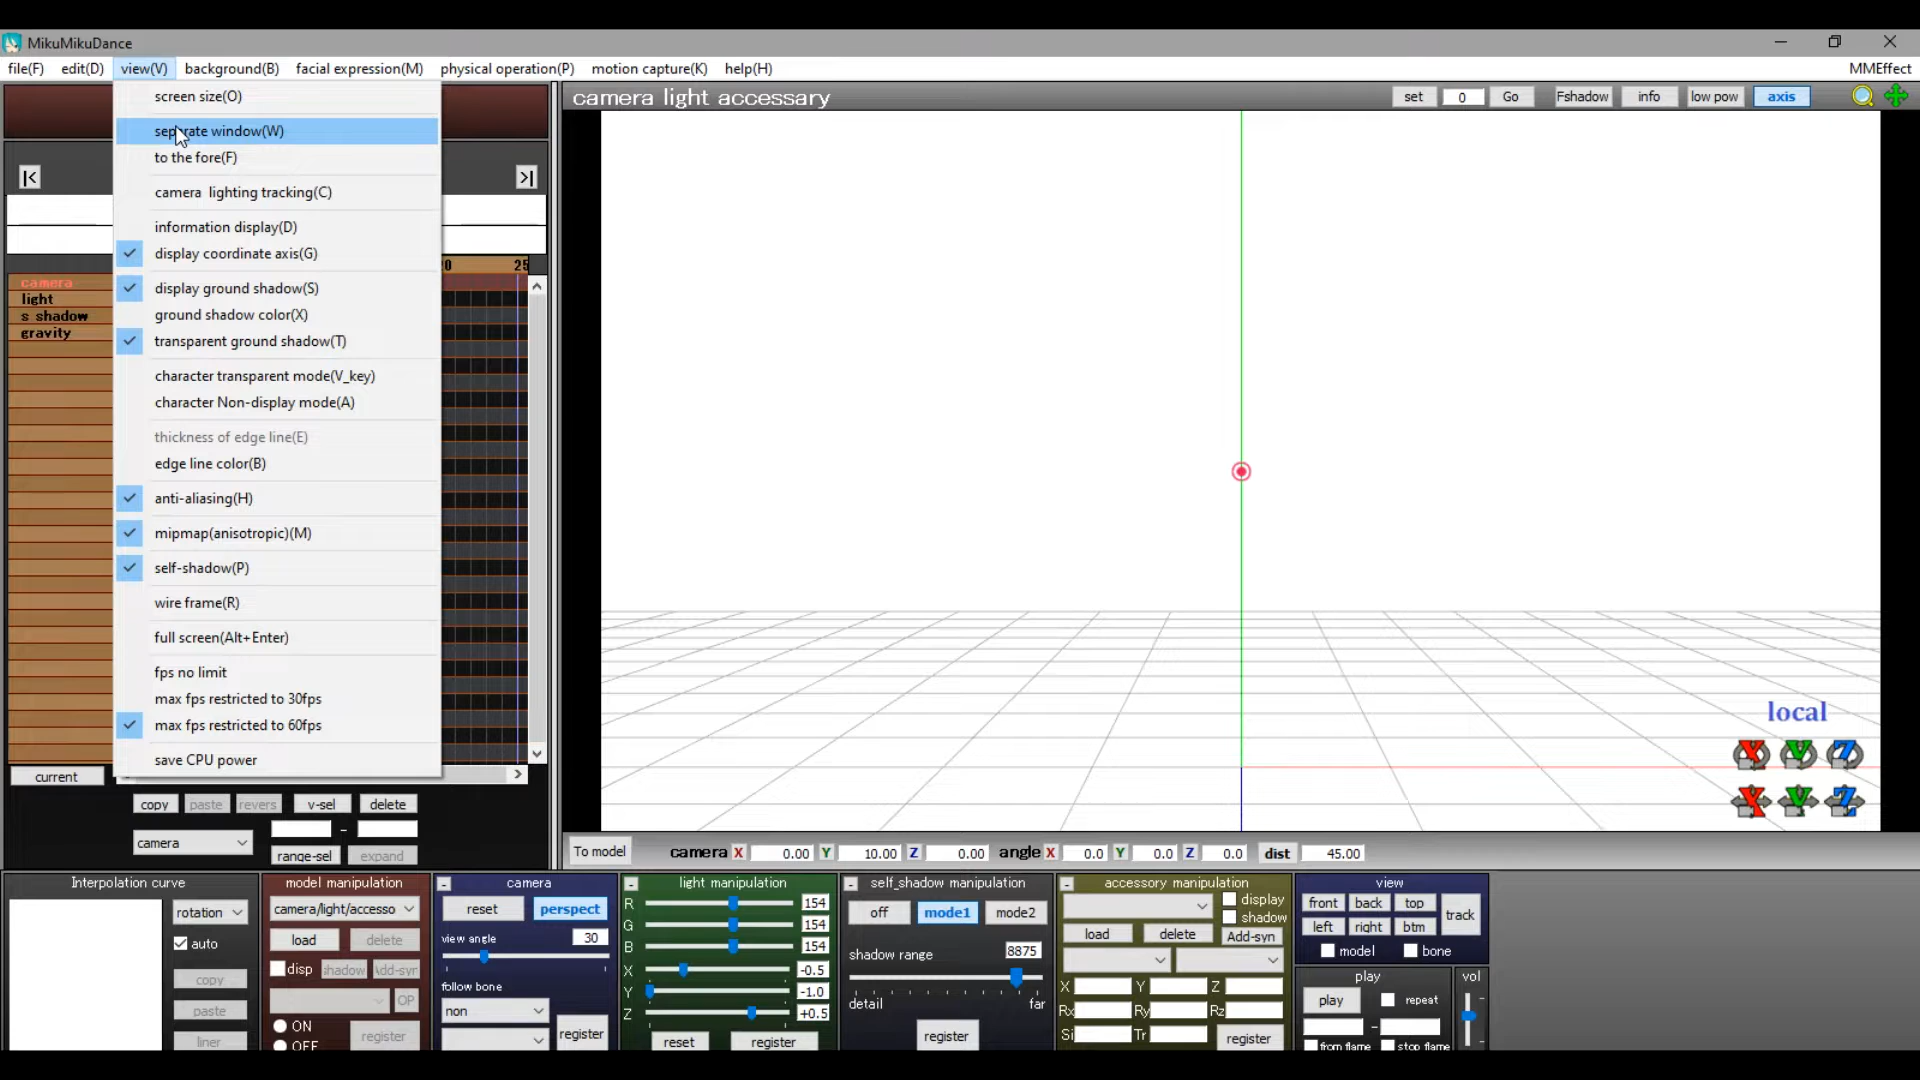 MikuMikuDance
file(F) edit(D) view(V) background(B) facial expression(M) physical operation(P) motion capture(K) help(H) MMEffect
screen size(O)
separate window(W)
to the fore(F)
camera lighting tracking(C)
information display(D)
display coordinate axis(G)
display ground shadow(S)
ground shadow color(X)
transparent ground shadow(T)
character transparent mode(V_key)
character Non-display mode(A)
thickness of edge line(E)
edge line color(B)
anti-aliasing(H)
mipmap(anisotropic)(M)
self-shadow(P)
wire frame(R)
full screen(Alt+Enter)
fps no limit
max fps restricted to 30fps
max fps restricted to 60fps
save CPU power
camera light accessary
set 0 Go Fshadow info low pow axis
|< >|
25
camera
light
s shadow
gravity
current
copy paste revers v-sel delete
camera -
range-sel expand
local
X Y Z
X Y Z
To model camera X 0.00 Y 10.00 Z 0.00 angle X 0.0 Y 0.0 Z 0.0 dist 45.00
Interpolation curve
rotation
auto
copy
paste
liner
model manipulation
camera/light/accesso
load delete
disp shadow Add-syn
OP
ON
OFF
register
- camera
reset perspect
view angle 30
follow bone
non
register
- light manipulation
R 154
G 154
B 154
X -0.5
Y -1.0
Z +0.5
reset register
- self_shadow manipulation
off mode1 mode2
shadow range 8875
detail far
register
- accessory manipulation
display
shadow
load delete Add-syn
X Y Z
Rx Ry Rz
Si Tr register
view
front back top
left right btm
track
model bone
play
play repeat
-
from flame stop flame
vol